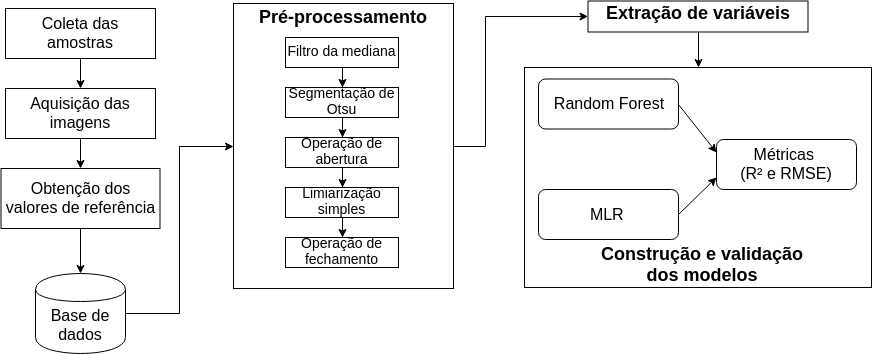 Coleta das
amostras
Aquisição das
imagens
Obtenção dos
valores de referência
Base de
dados
Pré-processamento
Filtro da mediana
Segmentação de
Otsu
Operação de
abertura
Limiarização
simples
Operação de
fechamento
Extração de variáveis
Random Forest
MLR
Métricas
(R² e RMSE)
Construção e validação
dos modelos